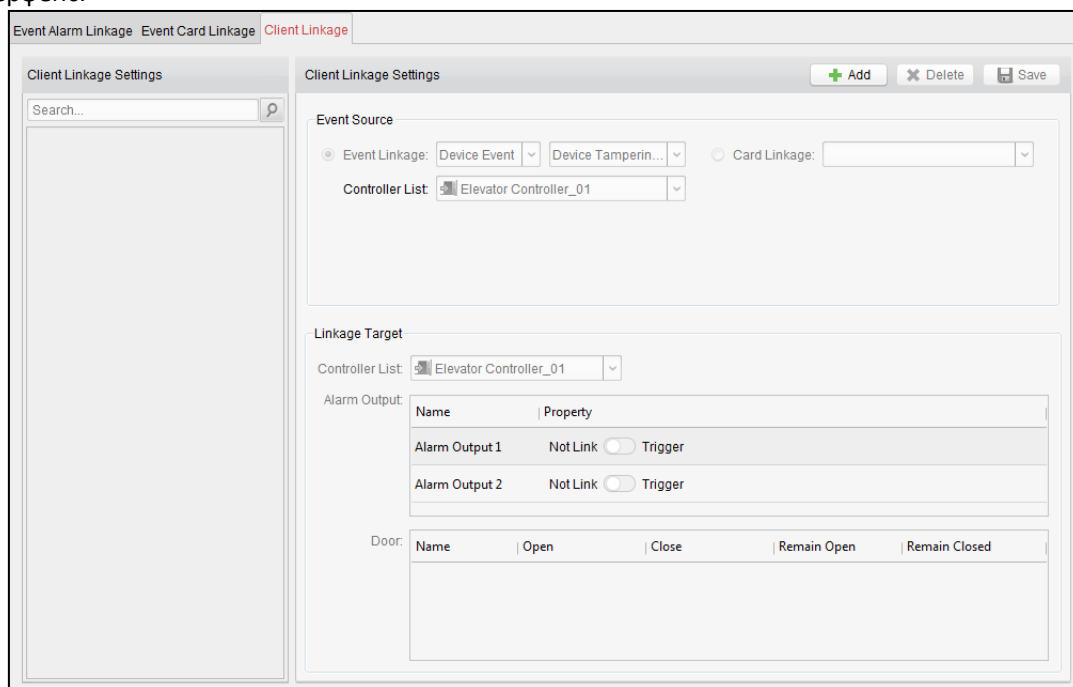 Event Alarm Linkage Event Card Linkage Client Linkage
Client Linkage Settings
Search...
Client Linkage Settings
Add Delete Save
Event Source
Event Linkage: Device Event Device Tamperin... Card Linkage:
Controller List: Elevator Controller_01
Linkage Target
Controller List: Elevator Controller_01
Alarm Output:
Name Property
Alarm Output 1 Not Link Trigger
Alarm Output 2 Not Link Trigger
Door:
Name Open Close Remain Open Remain Closed